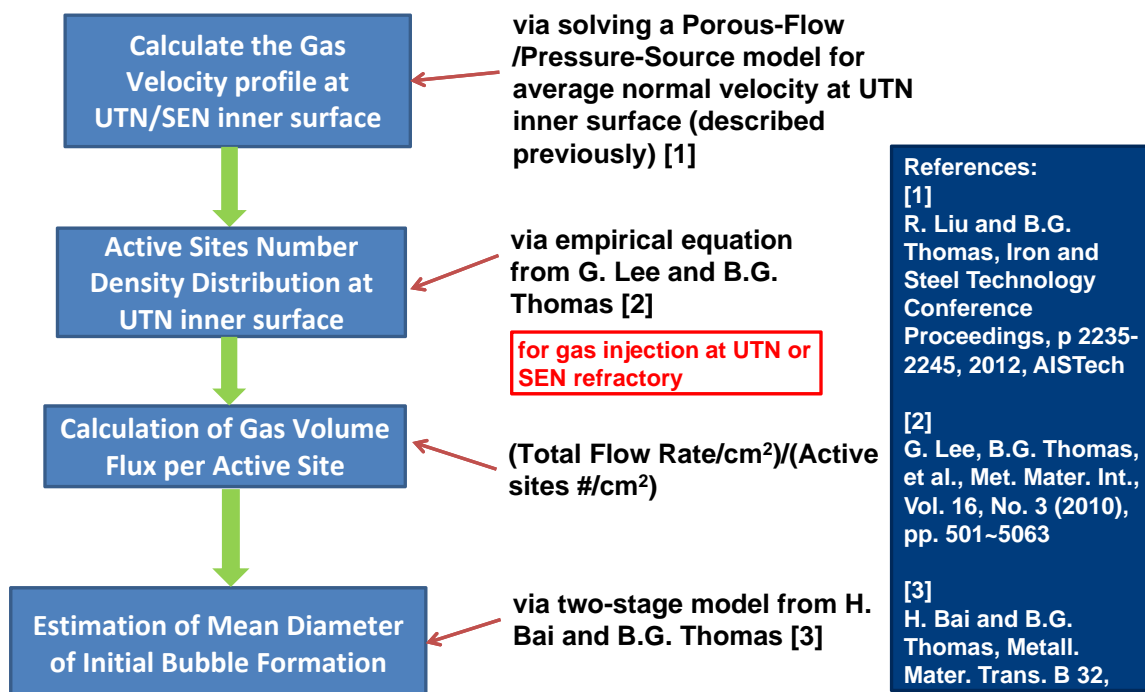 Calculate the Gas
Velocity profile at
UTN/SEN inner surface
via solving a Porous-Flow
/Pressure-Source model for
average normal velocity at UTN
inner surface (described
previously) [1]
Active Sites Number
Density Distribution at
UTN inner surface
via empirical equation
from G. Lee and B.G.
Thomas [2]
for gas injection at UTN or
SEN refractory
Calculation of Gas Volume
Flux per Active Site
(Total Flow Rate/cm²)/(Active
sites #/cm²)
Estimation of Mean Diameter
of Initial Bubble Formation
via two-stage model from H.
Bai and B.G. Thomas [3]
References:
[1]
R. Liu and B.G.
Thomas, Iron and
Steel Technology
Conference
Proceedings, p 2235-
2245, 2012, AISTech
[2]
G. Lee, B.G. Thomas,
et al., Met. Mater. Int.,
Vol. 16, No. 3 (2010),
pp. 501~5063
[3]
H. Bai and B.G.
Thomas, Metall.
Mater. Trans. B 32,